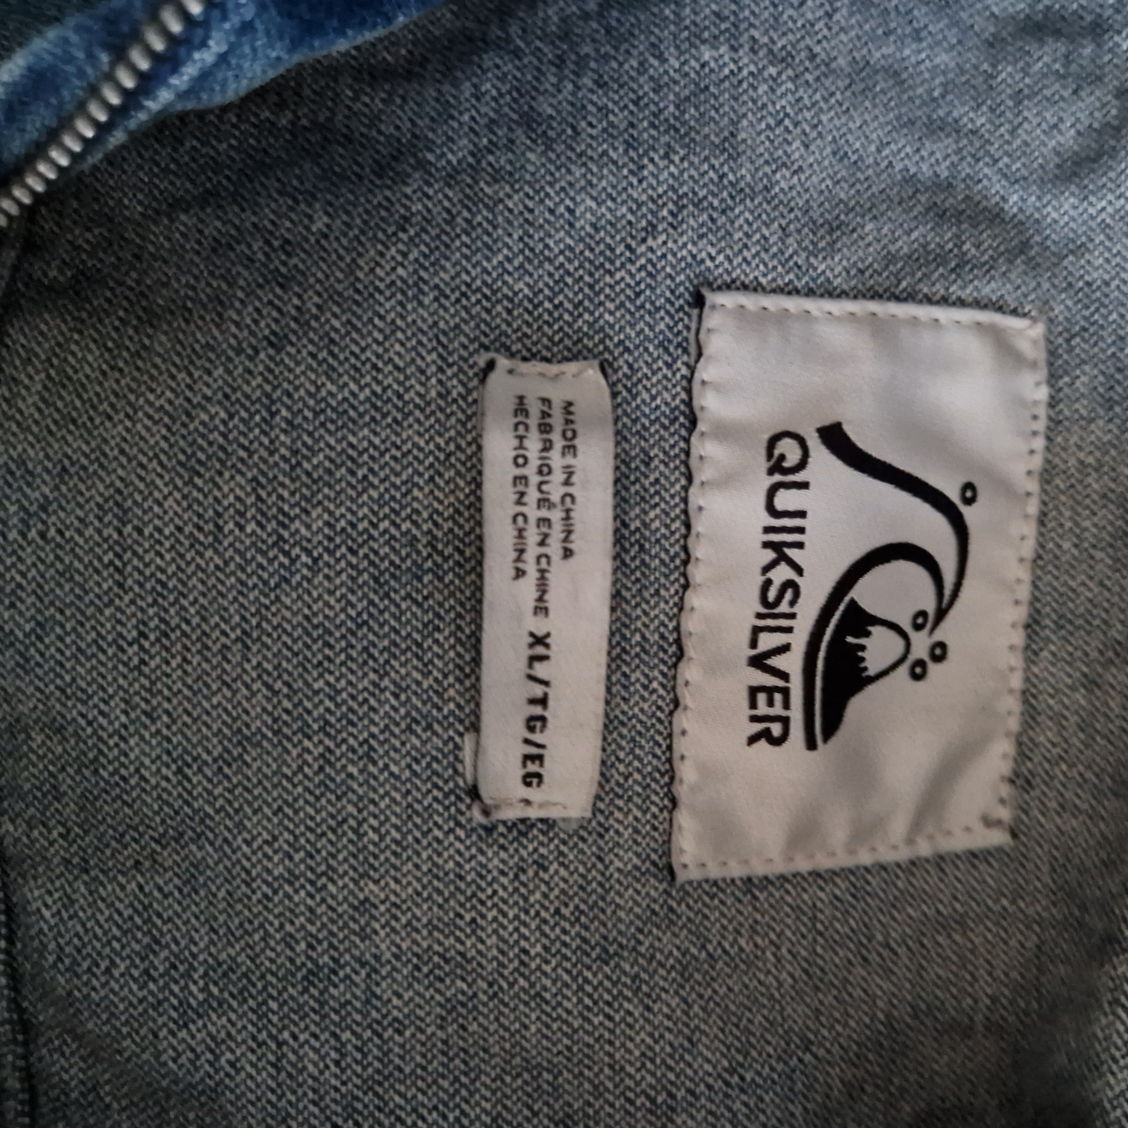 QUIKSILVER
MADE IN CHINA
FABRIQUÉ EN CHINE
HECHO EN CHINA
XL/TG/EG